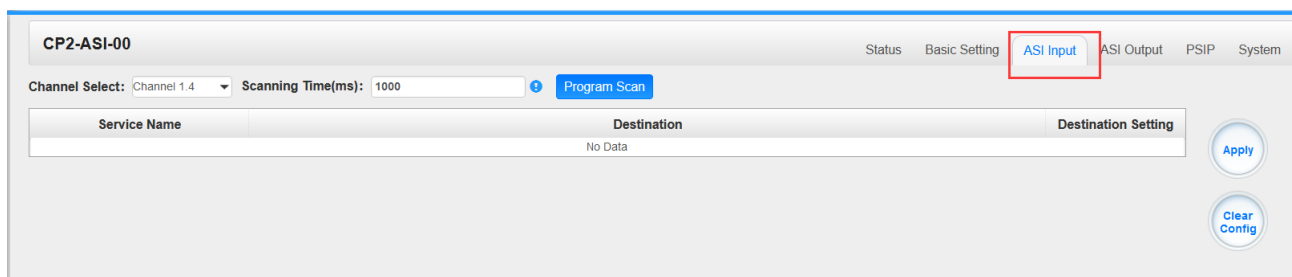 CP2-ASI-00
Status Basic Setting ASI Input ASI Output PSIP System
Channel Select: Channel 1.4 Scanning Time(ms): 1000 Program Scan
Service Name Destination Destination Setting
No Data
Apply
Clear
Config